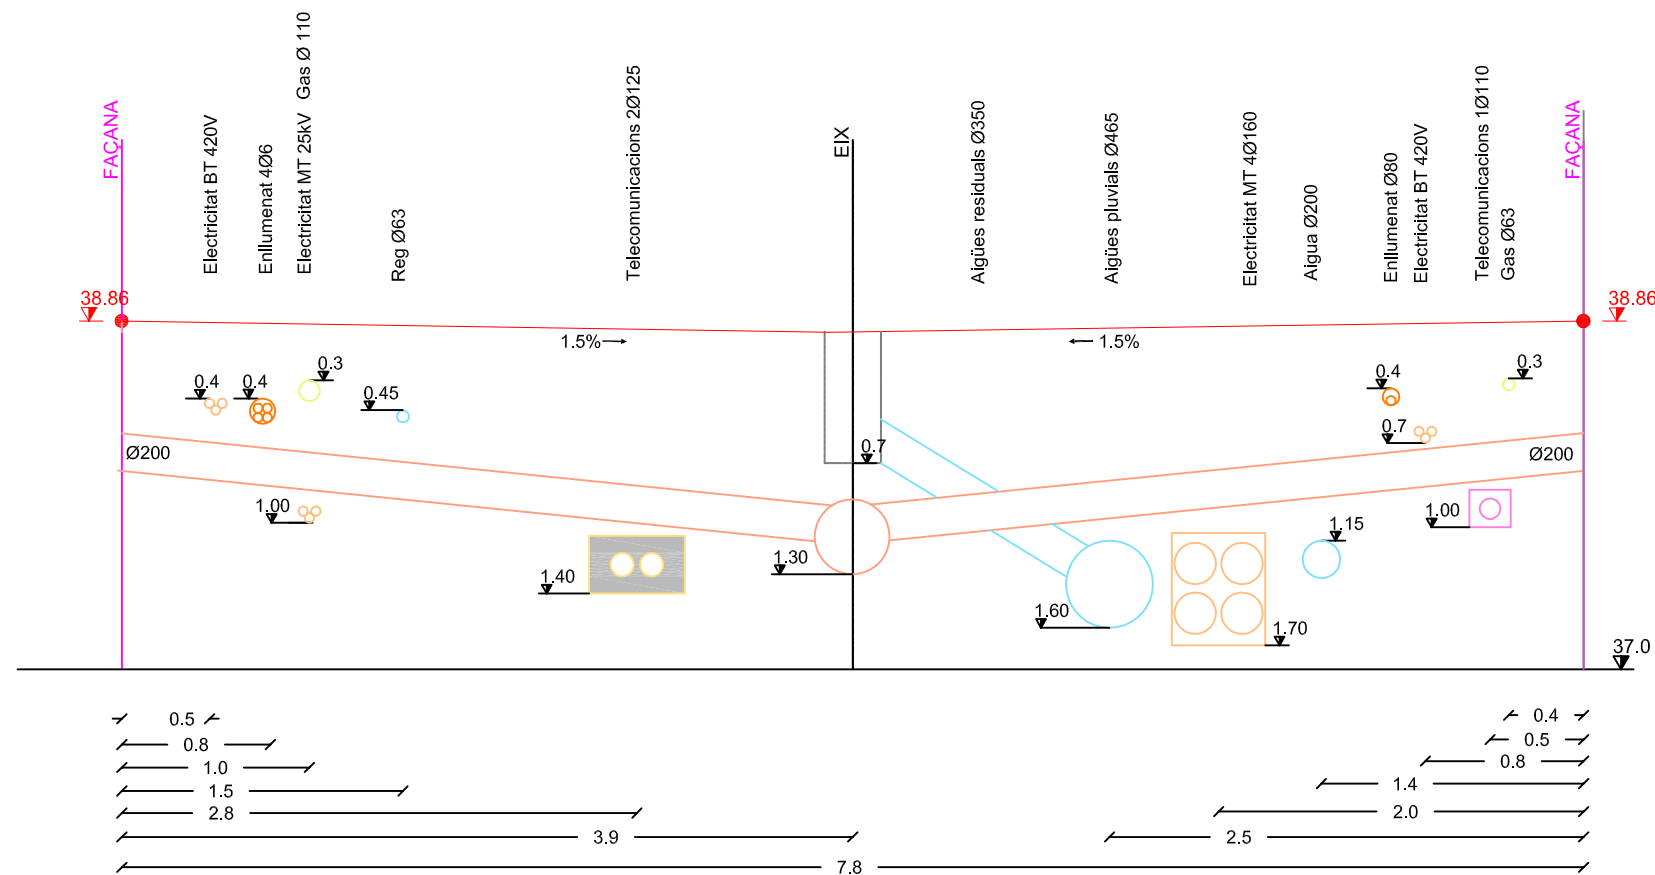 FAÇANA
Electricitat BT 420V
Enllumenat 4Ø6
Electricitat MT 25kV   Gas Ø 110
Reg Ø63
Telecomunicacions 2Ø125
EIX
Aigües residuals Ø350
Aigües pluvials Ø465
Electricitat MT 4Ø160
Aigua Ø200
Enllumenat Ø80
Electricitat BT 420V
Telecomunicacions 1Ø110
Gas Ø63
FAÇANA
38.86
38.86
1.5%
1.5%
0.4
0.4
0.3
0.45
0.4
0.3
0.7
0.7
Ø200
Ø200
1.00
1.00
1.15
1.40
1.30
1.60
1.70
37.0
0.5
0.4
0.8
0.5
1.0
0.8
1.5
1.4
2.8
2.0
3.9
2.5
7.8